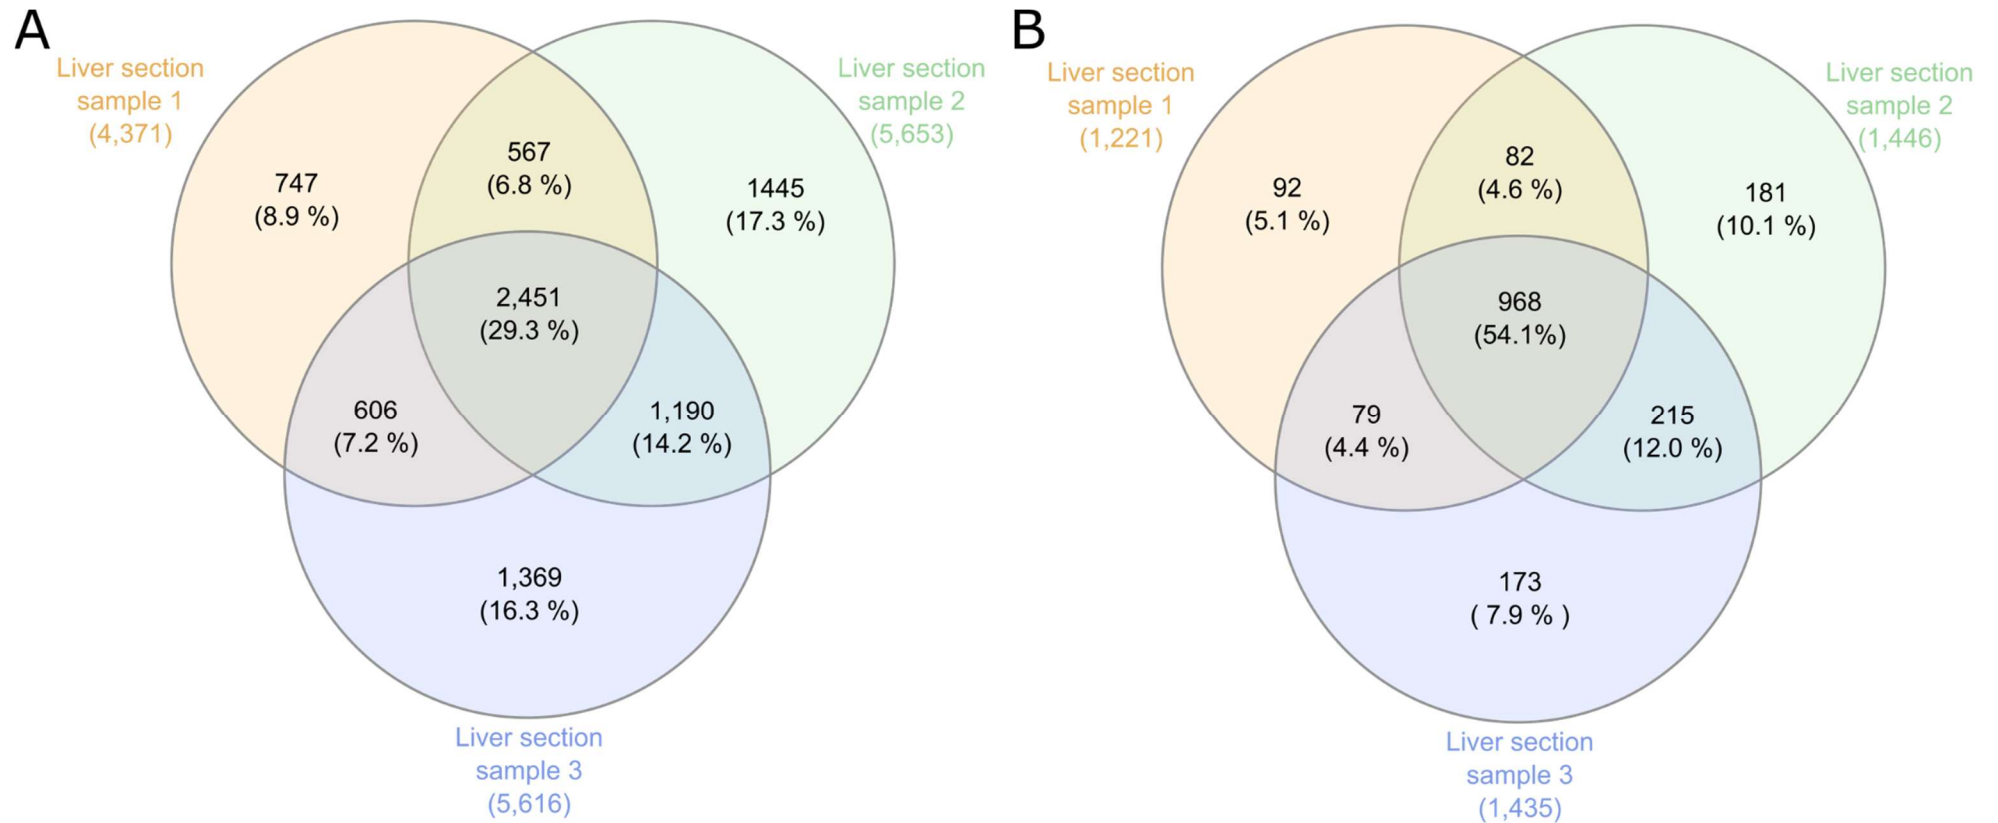 A
Liver section
sample 1
(4,371)
Liver section
sample 2
(5,653)
567
(6.8 %)
747
(8.9 %)
1445
(17.3 %)
2,451
(29.3 %)
606
(7.2 %)
1,190
(14.2 %)
1,369
(16.3 %)
Liver section
sample 3
(5,616)
B
Liver section
sample 1
(1,221)
Liver section
sample 2
(1,446)
82
(4.6 %)
92
(5.1 %)
181
(10.1 %)
968
(54.1%)
79
(4.4 %)
215
(12.0 %)
173
( 7.9 % )
Liver section
sample 3
(1,435)